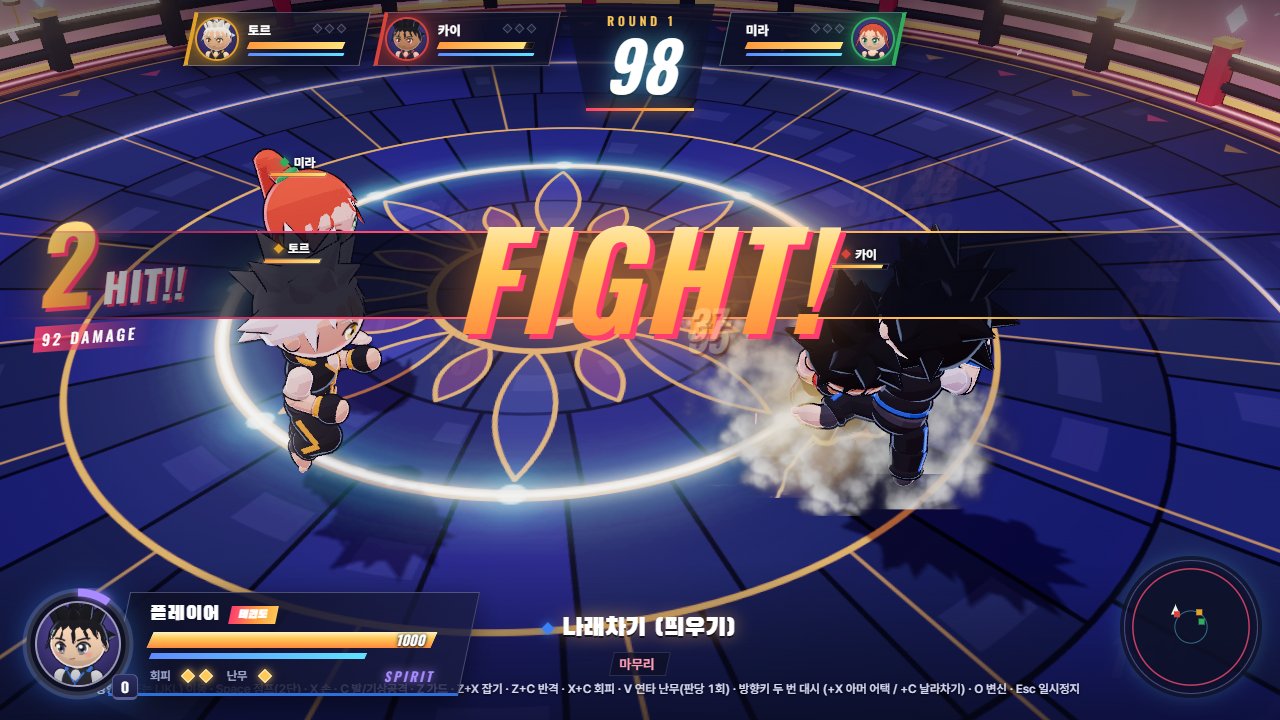 토르
카이
ROUND 1
98
미라
미라
토르
카이
2 HIT!!
92 DAMAGE
FIGHT!
플레이어 태권도
1000
회피
난무
SPIRIT
0
나래차기 (띄우기)
마무리
Z+X 잡기 · Z+C 반격 · X+C 회피 · V 연타 난무(판당 1회) · 방향키 두 번 대시 (+X 아머 어택 / +C 날라차기) · O 변신 · Esc 일시정지